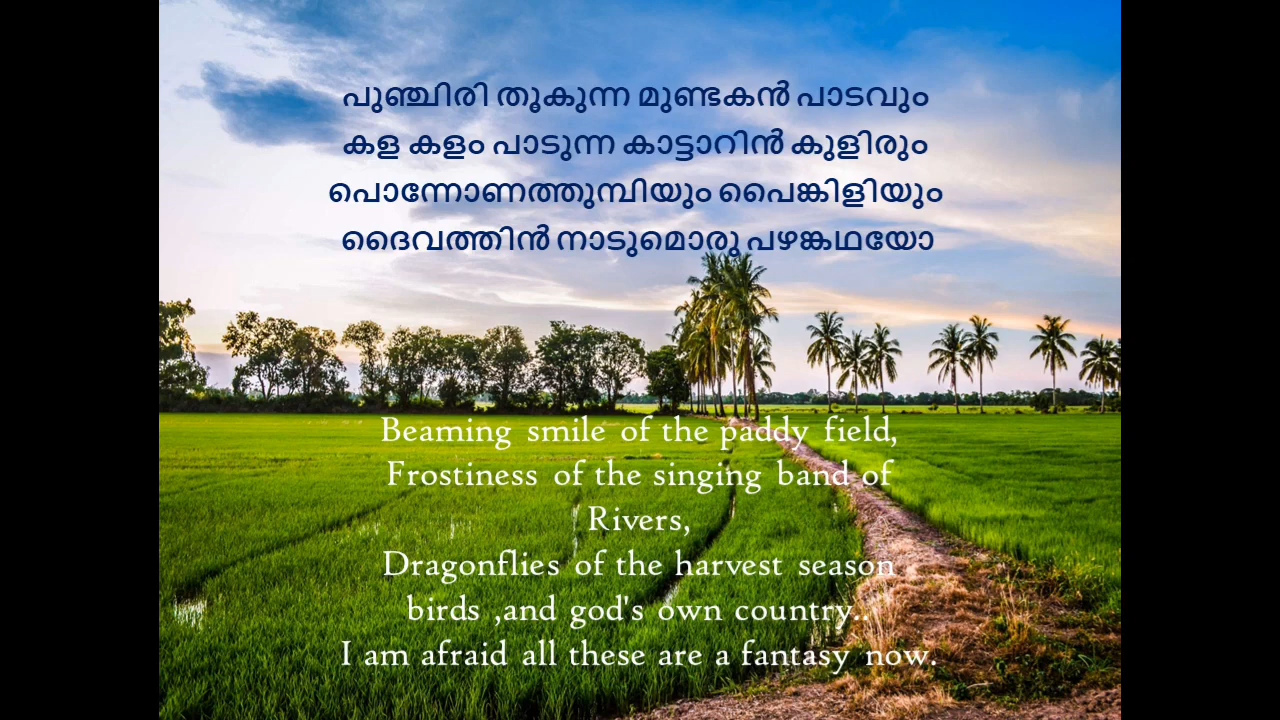 പുഞ്ചിരി തൂകുന്ന മുണ്ടകൻ പാടവും
കള കളം പാടുന്ന കാട്ടാറിൻ കുളിരും
പൊന്നോണത്തുമ്പിയും പൈങ്കിളിയും
ദൈവത്തിൻ നാടുമൊരു പഴങ്കഥയോ
Beaming smile of the paddy field,
Frostiness of the singing band of
Rivers,
Dragonflies of the harvest season
birds ,and god's own country..
I am afraid all these are a fantasy now.